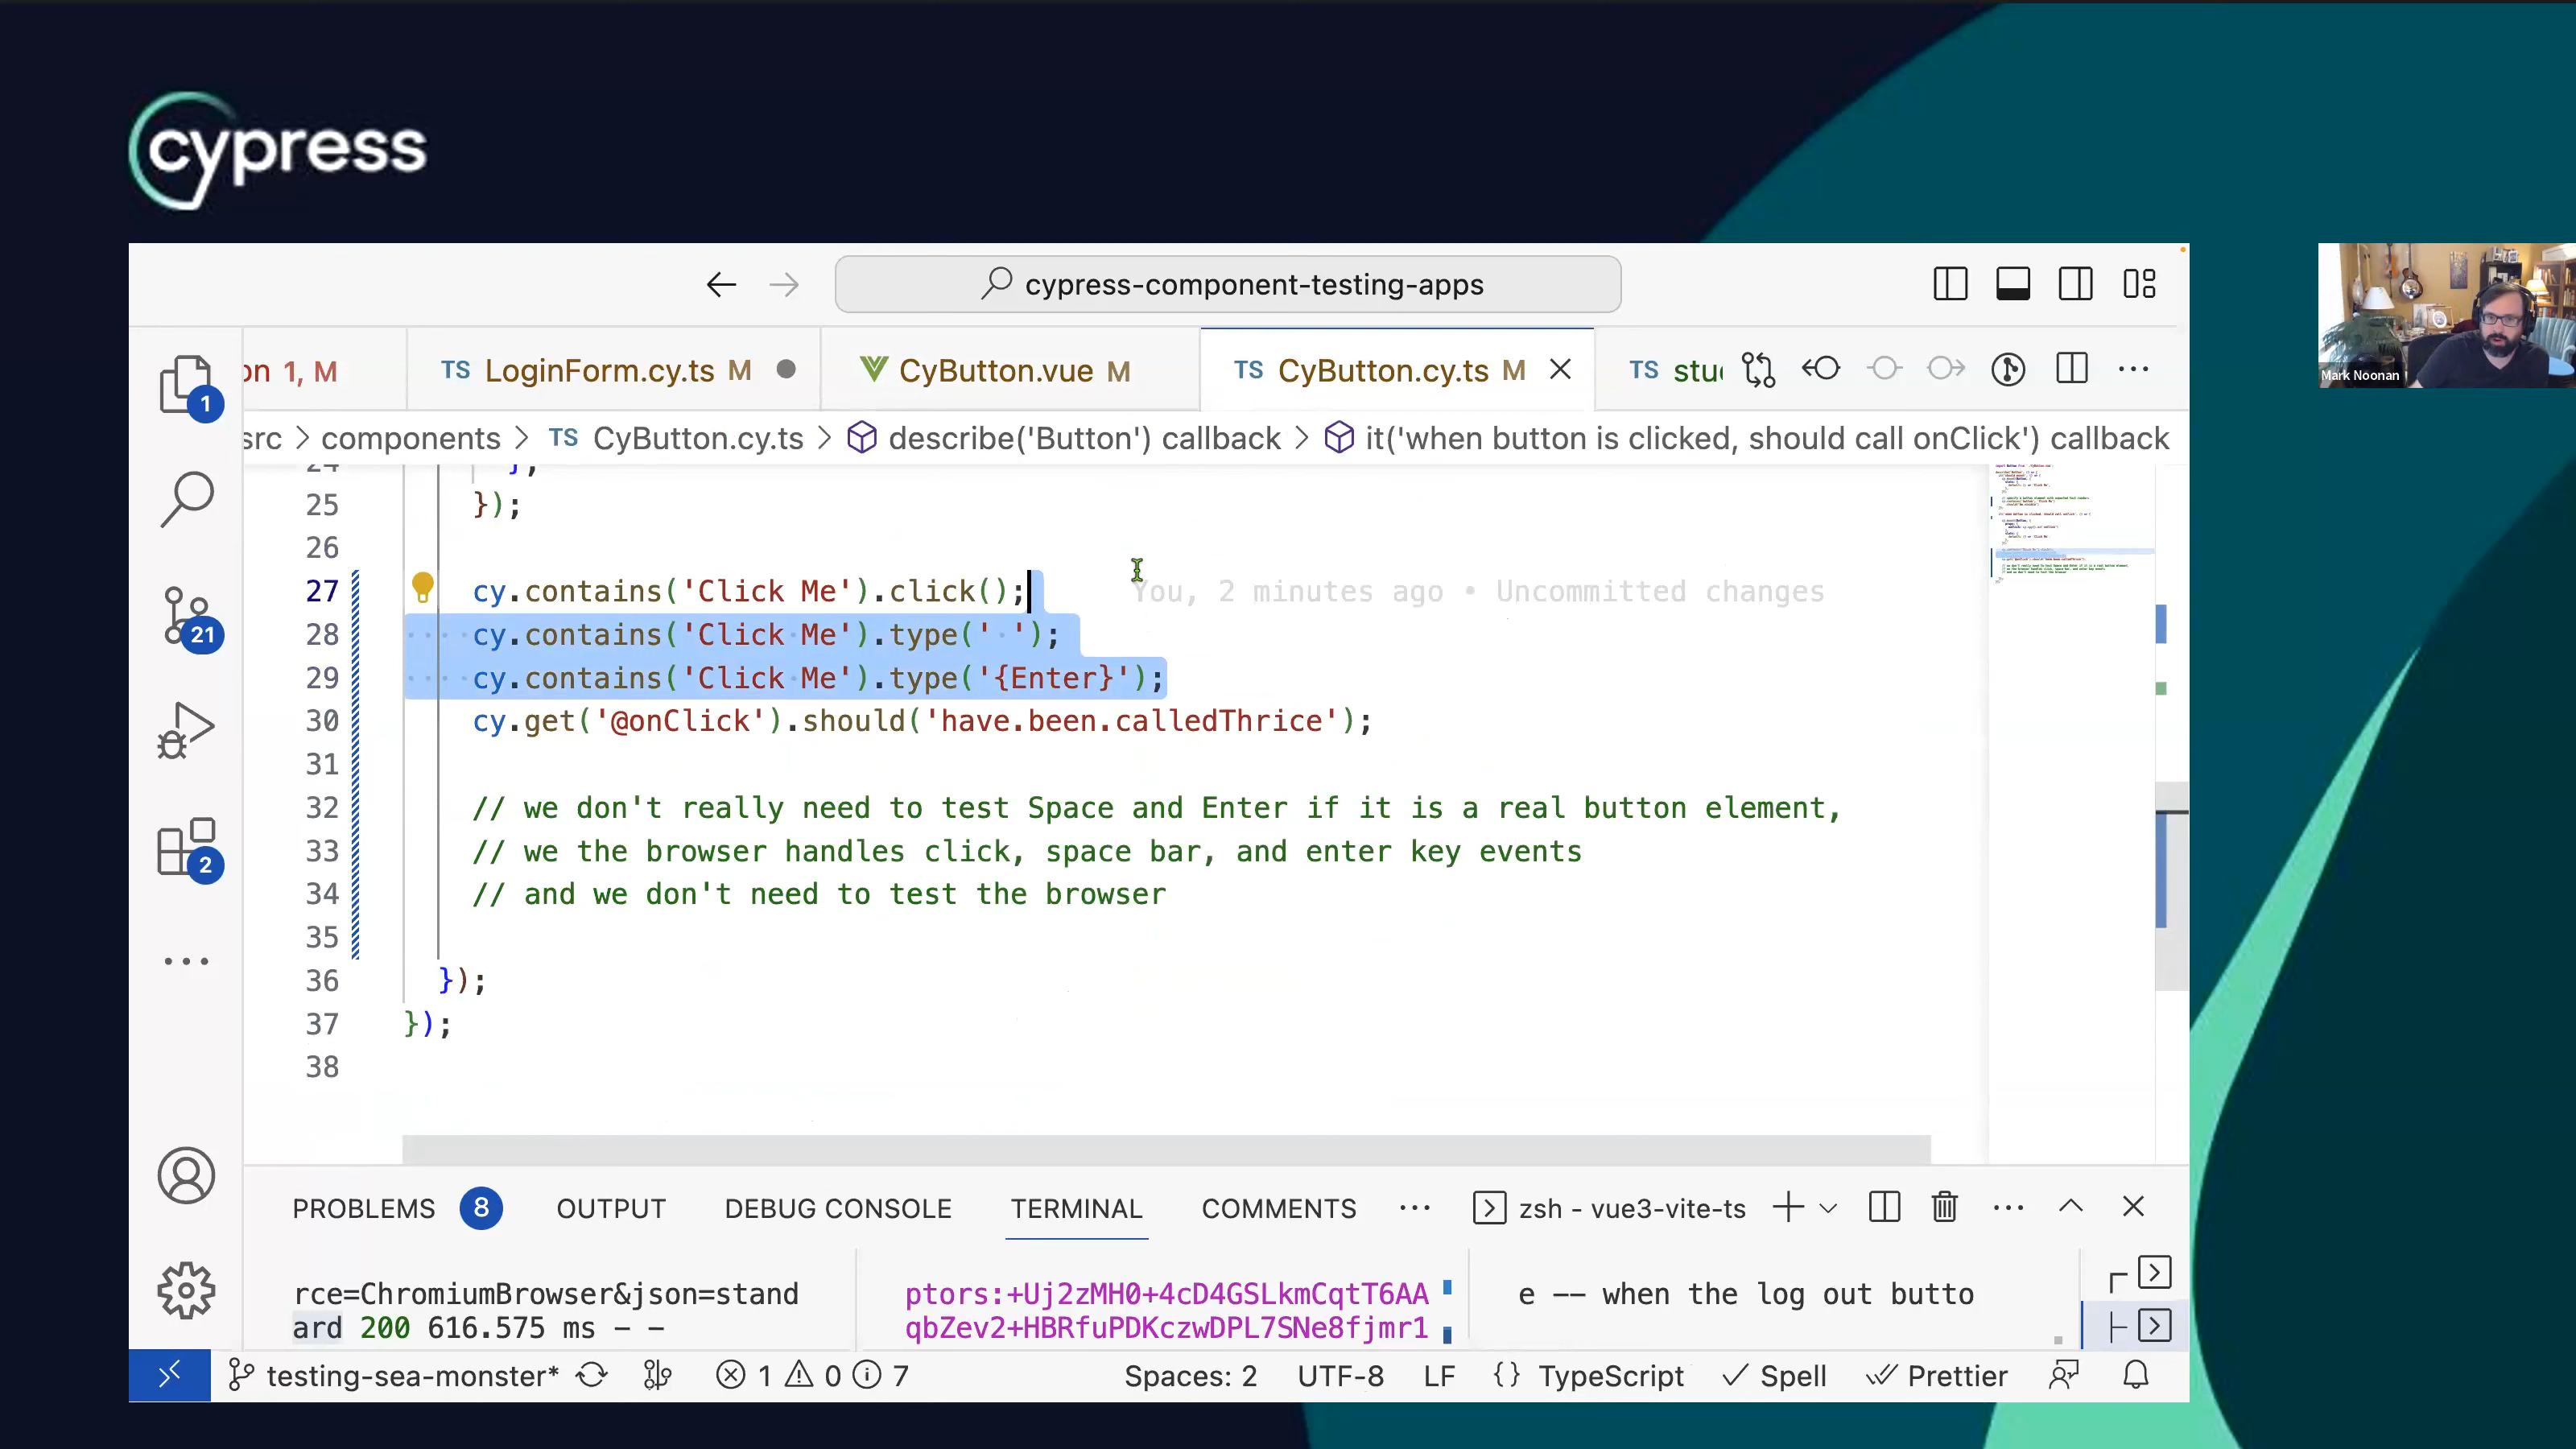 cypress
cypress-component-testing-apps
on 1, M
TS LoginForm.cy.ts M
CyButton.vue M
TS CyButton.cy.ts M
TS stu
Mark Noonan
src > components > TS CyButton.cy.ts > describe('Button') callback > it('when button is clicked, should call onClick') callback
24 };
25 });
26
27 cy.contains('Click Me').click(); You, 2 minutes ago • Uncommitted changes
28 cy.contains('Click Me').type(' ');
29 cy.contains('Click Me').type('{Enter}');
30 cy.get('@onClick').should('have.been.calledThrice');
31
32 // we don't really need to test Space and Enter if it is a real button element,
33 // we the browser handles click, space bar, and enter key events
34 // and we don't need to test the browser
35
36 });
37 });
38
1
21
2
PROBLEMS 8 OUTPUT DEBUG CONSOLE TERMINAL COMMENTS ··· zsh - vue3-vite-ts
rce=ChromiumBrowser&json=stand
ard 200 616.575 ms - -
ptors:+Uj2zMH0+4cD4GSLkmCqtT6AA
qbZev2+HBRfuPDKczwDPL7SNe8fjmr1
e -- when the log out butto
testing-sea-monster* 1 0 7 Spaces: 2 UTF-8 LF {} TypeScript Spell Prettier